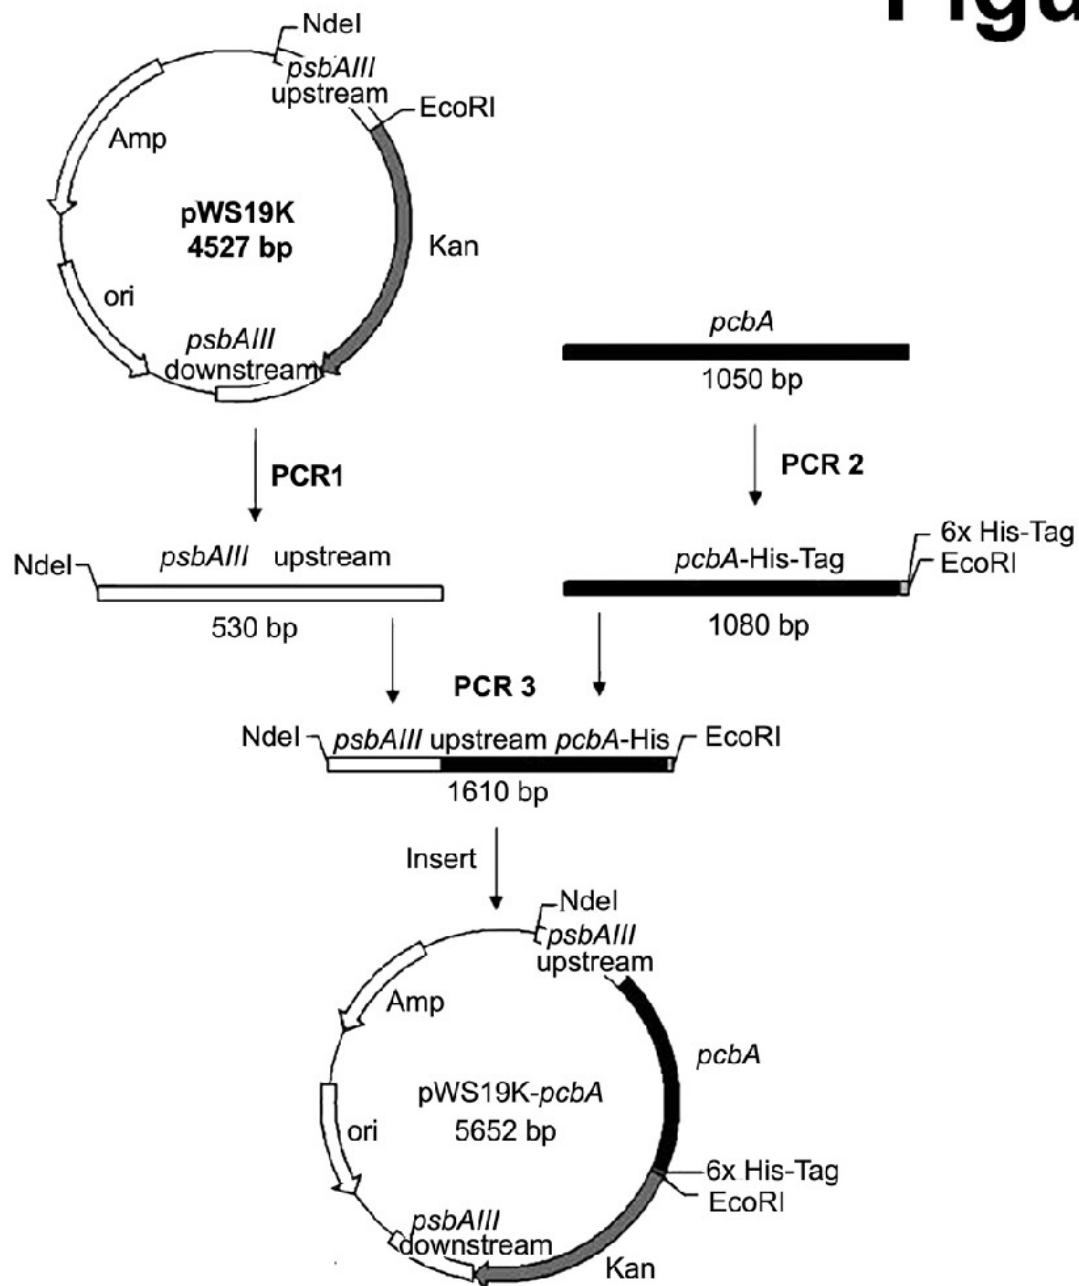 Figu
NdeI
psbAIII
upstream
EcoRI
Amp
pWS19K
4527 bp
Kan
ori
psbAIII
downstream
pcbA
1050 bp
PCR1
PCR 2
NdeI
psbAIII upstream
530 bp
pcbA-His-Tag
6x His-Tag
EcoRI
1080 bp
PCR 3
NdeI
psbAIII upstream pcbA-His
EcoRI
1610 bp
Insert
NdeI
psbAIII
upstream
Amp
pcbA
pWS19K-pcbA
5652 bp
ori
6x His-Tag
EcoRI
psbAIII
downstream
Kan